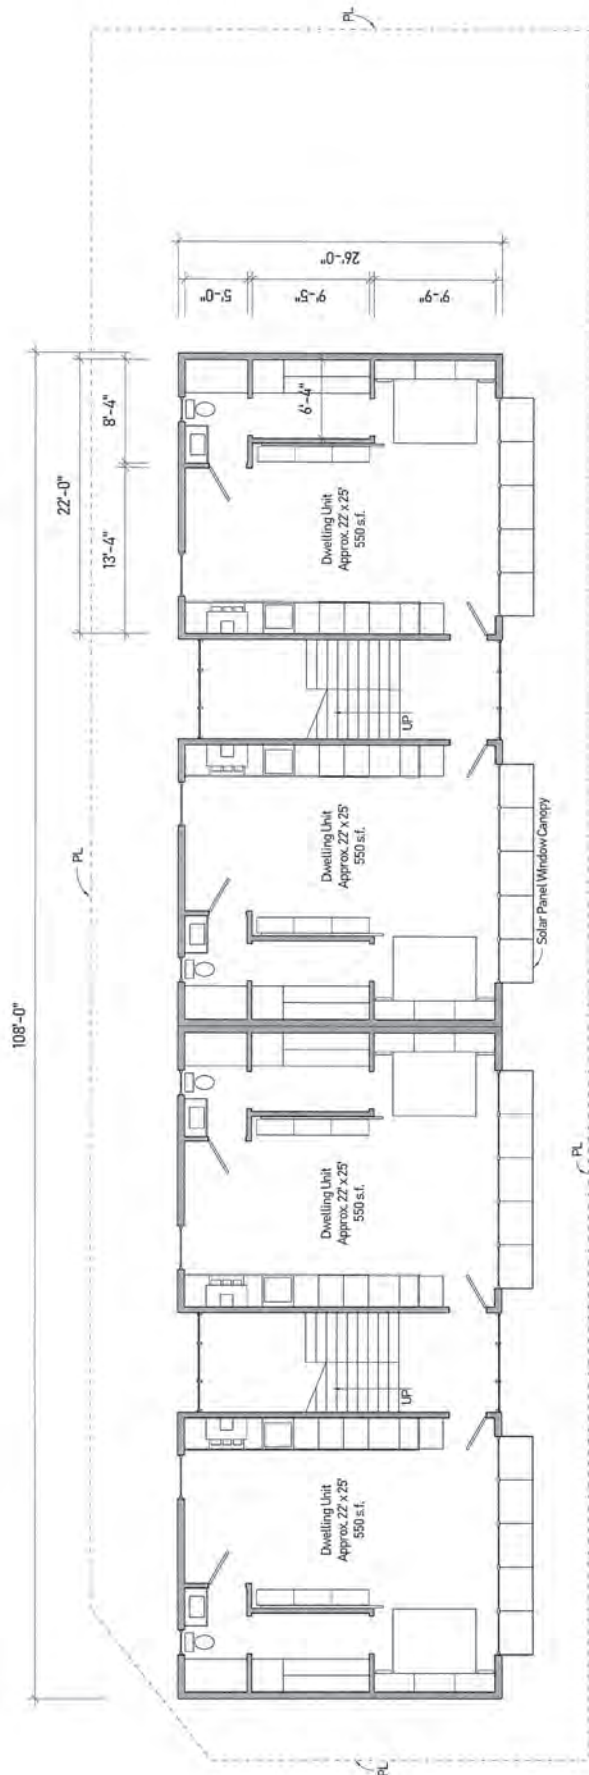 PL
108'-0"
22'-0"
13'-4"
8'-4"
PL
26'-0"
5'-0"
9'-5"
9'-9"
6'-4"
Dwelling Unit
Approx. 22' x 25'
550 s.f.
UP
Dwelling Unit
Approx. 22' x 25'
550 s.f.
Solar Panel Window Canopy
Dwelling Unit
Approx. 22' x 25'
550 s.f.
PL
UP
Dwelling Unit
Approx. 22' x 25'
550 s.f.
PL